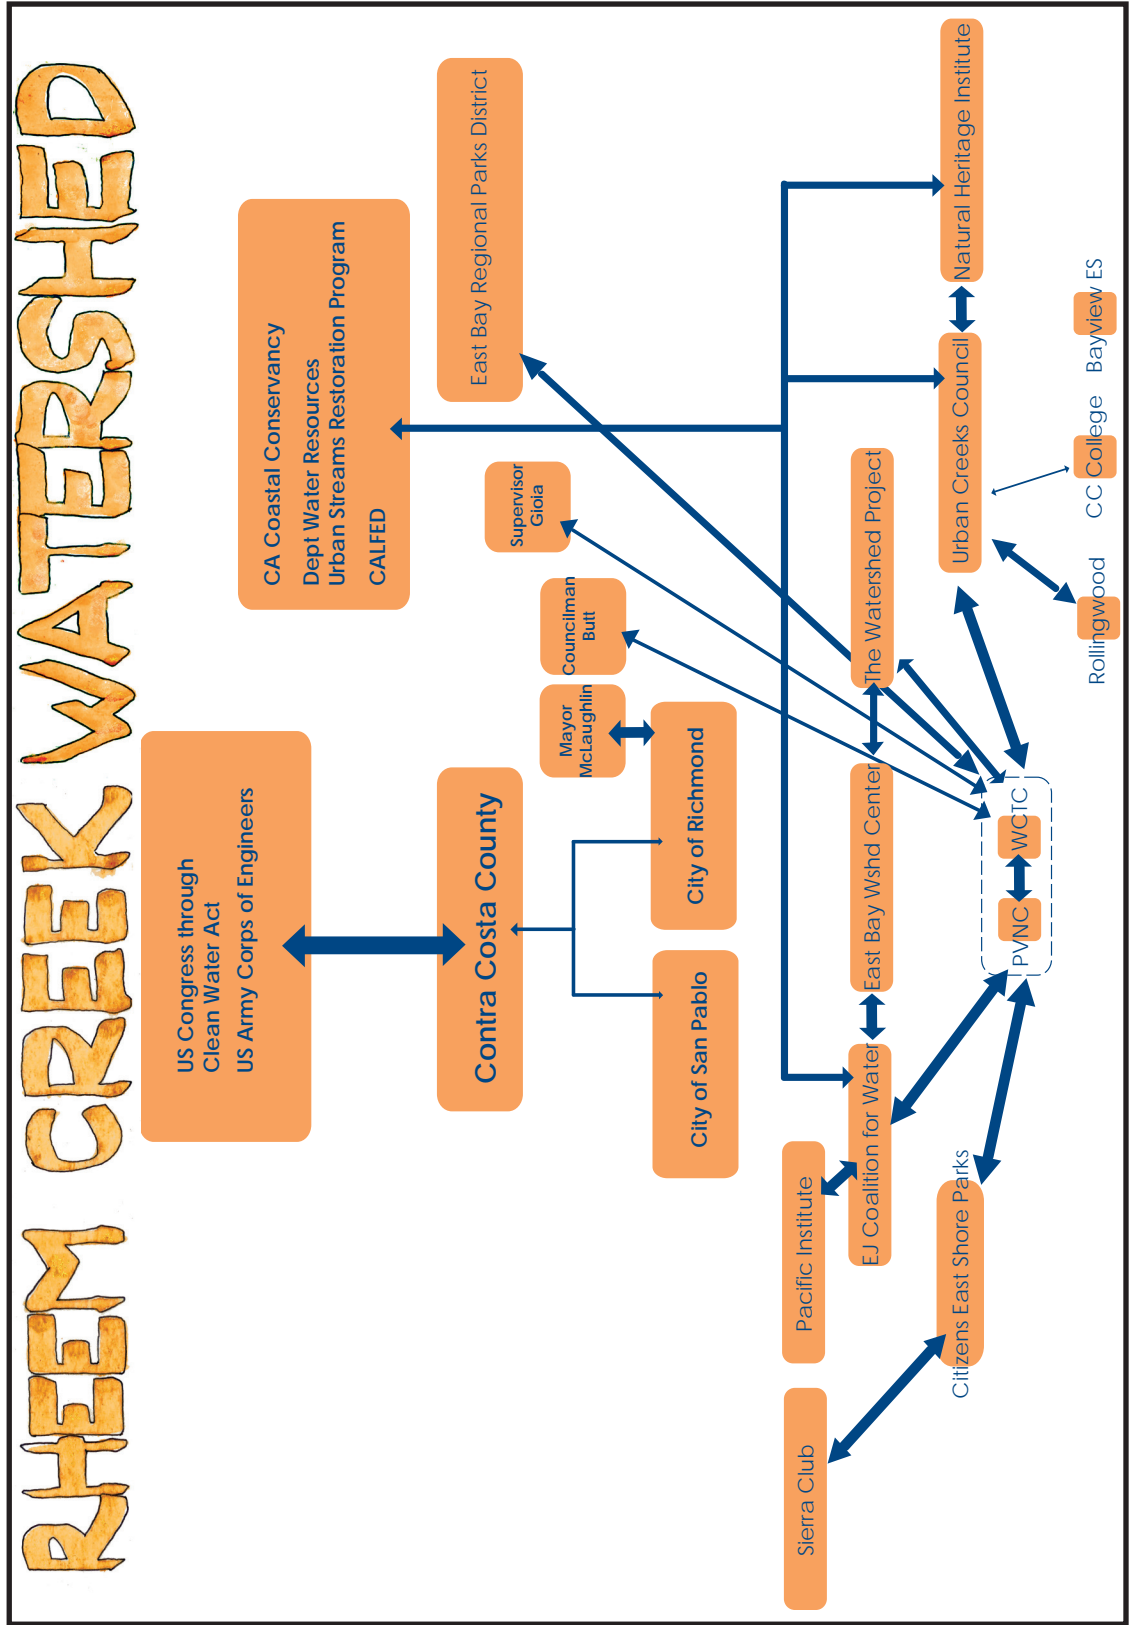 RHEEM CREEK WATERSHED
US Congress through
Clean Water Act
US Army Corps of Engineers
CA Coastal Conservancy
Dept Water Resources
Urban Streams Restoration Program
CALFED
Contra Costa County
East Bay Regional Parks District
Mayor
McLaughlin
Councilman
Butt
Supervisor
Gioia
City of San Pablo
City of Richmond
Sierra Club
Pacific Institute
EJ Coalition for Water
East Bay Wshd Center
The Watershed Project
Citizens East Shore Parks
Urban Creeks Council
Natural Heritage Institute
PVNC
WCTC
Rollingwood
CC College
Bayview ES